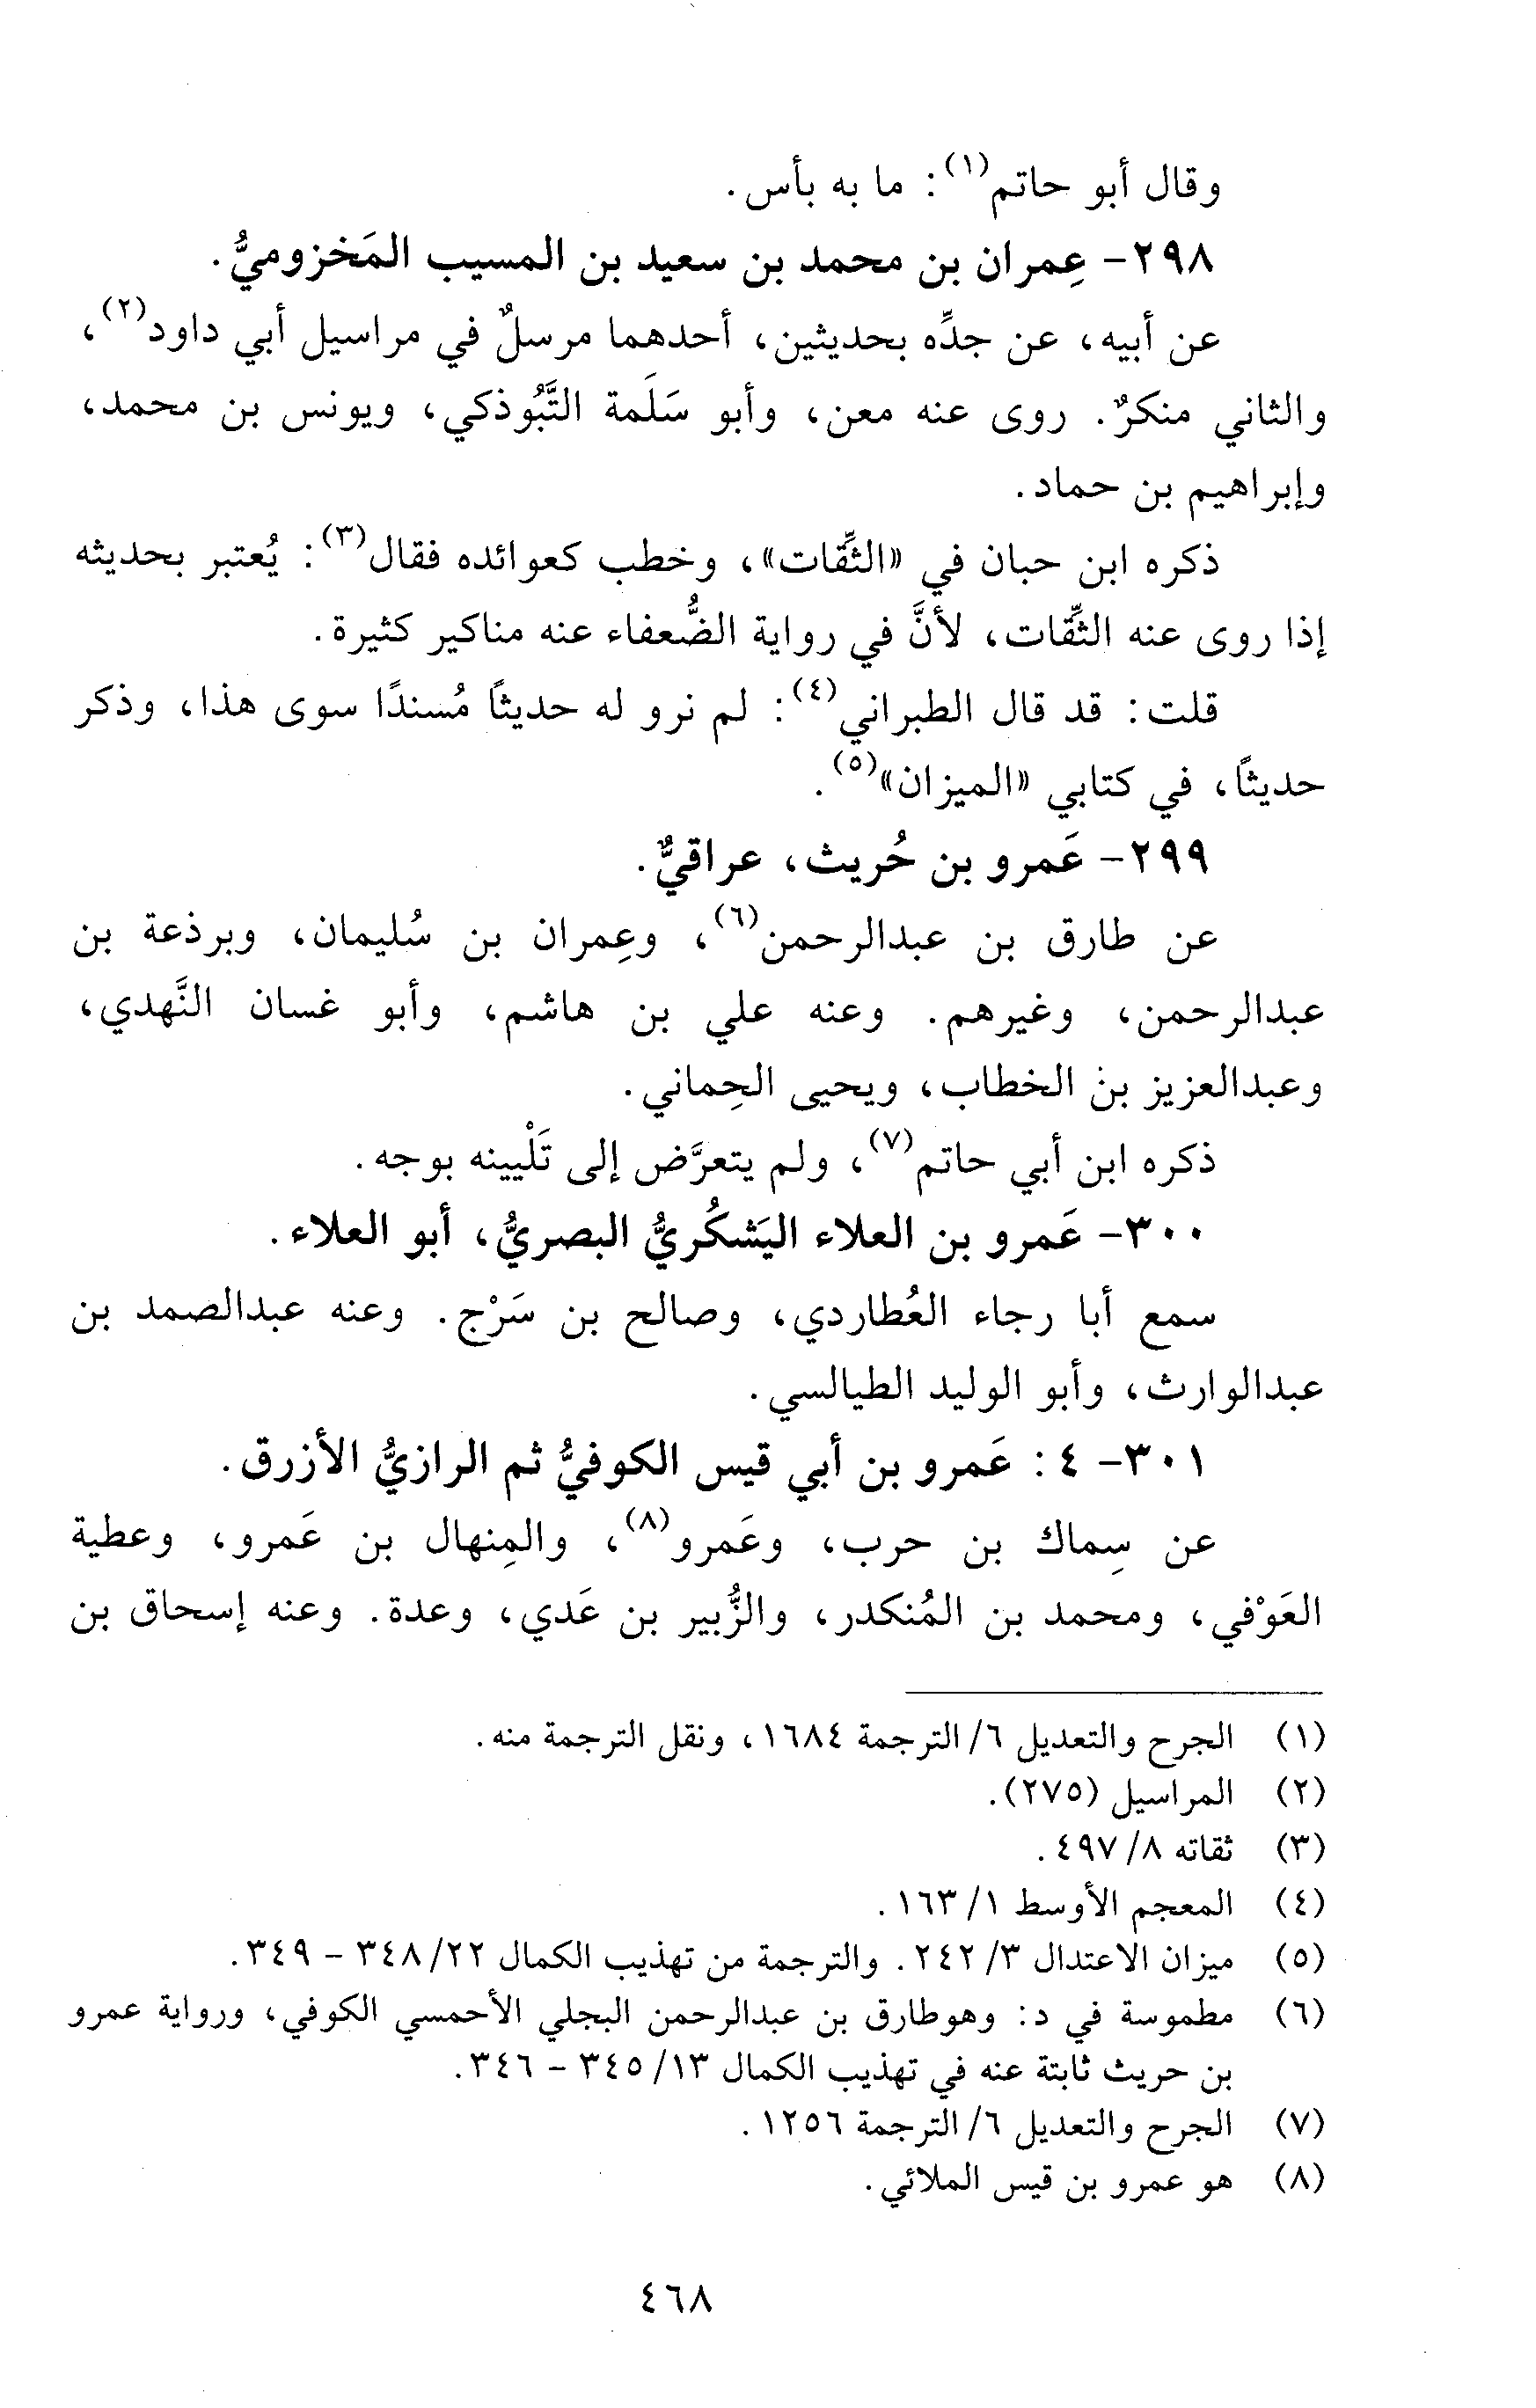 وقال أبو حاتم(١): ما به بأس.
٢٩٨- عِمران بن محمد بن سعيد بن المسيب المَخزوميُّ.
عن أبيه، عن جدِّه بحديثين، أحدهما مرسلٌ في مراسيل أبي داود(٢)،
والثاني منكرٌ. روى عنه معن، وأبو سَلَمة التَّبُوذكي، ويونس بن محمد،
وإبراهيم بن حماد.
ذكره ابن حبان في «الثِّقات»، وخطب كعوائده فقال(٣): يُعتبر بحديثه
إذا روى عنه الثِّقات، لأنَّ في رواية الضُّعفاء عنه مناكير كثيرة.
قلت: قد قال الطبراني(٤): لم نرو له حديثًا مُسندًا سوى هذا، وذكر
حديثًا، في كتابي «الميزان»(٥).
٢٩٩- عَمرو بن حُريث، عراقيٌّ.
عن طارق بن عبدالرحمن(٦)، وعِمران بن سُليمان، وبرذعة بن
عبدالرحمن، وغيرهم. وعنه علي بن هاشم، وأبو غسان النَّهدي،
وعبدالعزيز بن الخطاب، ويحيى الحِماني.
ذكره ابن أبي حاتم(٧)، ولم يتعرَّض إلى تَلْيينه بوجه.
٣٠٠- عَمرو بن العلاء اليَشكُريُّ البصريُّ، أبو العلاء.
سمع أبا رجاء العُطاردي، وصالح بن سَرْج. وعنه عبدالصمد بن
عبدالوارث، وأبو الوليد الطيالسي.
٣٠١- ٤: عَمرو بن أبي قيس الكوفيُّ ثم الرازيُّ الأزرق.
عن سِماك بن حرب، وعَمرو(٨)، والمِنهال بن عَمرو، وعطية
العَوْفي، ومحمد بن المُنكدر، والزُّبير بن عَدي، وعدة. وعنه إسحاق بن
(١) الجرح والتعديل ٦/ الترجمة ١٦٨٤، ونقل الترجمة منه.
(٢) المراسيل (٢٧٥).
(٣) ثقاته ٨/ ٤٩٧.
(٤) المعجم الأوسط ١/ ١٦٣.
(٥) ميزان الاعتدال ٣/ ٢٤٢. والترجمة من تهذيب الكمال ٢٢/ ٣٤٨ - ٣٤٩.
(٦) مطموسة في د: وهوطارق بن عبدالرحمن البجلي الأحمسي الكوفي، ورواية عمرو
بن حريث ثابتة عنه في تهذيب الكمال ١٣/ ٣٤٥ - ٣٤٦.
(٧) الجرح والتعديل ٦/ الترجمة ١٢٥٦.
(٨) هو عمرو بن قيس الملائي.
٤٦٨